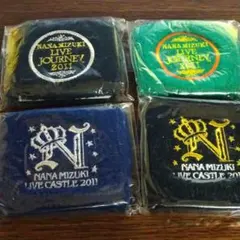 NANA MIZUKI
LIVE
JOURNEY
2011
NANA MIZUKI
LIVE
JOURNEY
2011
N
NANA MIZUKI
LIVE CASTLE 2011
N
NANA MIZUKI
LIVE CASTLE 2011